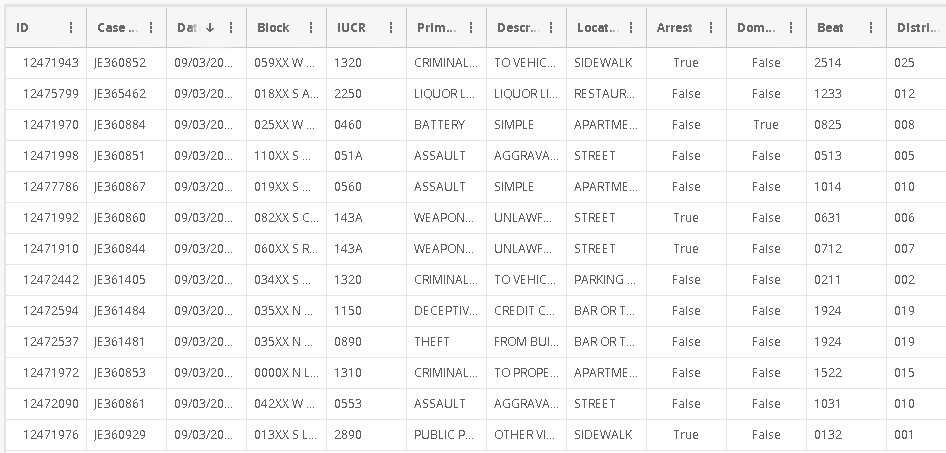 ID Case ... Dat Block IUCR Prim... Descr... Locat... Arrest Dom... Beat Distri...
12471943 JE360852 09/03/20... 059XX W ... 1320 CRIMINAL... TO VEHIC... SIDEWALK True False 2514 025
12475799 JE365462 09/03/20... 018XX S A... 2250 LIQUOR L... LIQUOR LI... RESTAUR... False False 1233 012
12471970 JE360884 09/03/20... 025XX W ... 0460 BATTERY SIMPLE APARTME... False True 0825 008
12471998 JE360851 09/03/20... 110XX S ... 051A ASSAULT AGGRAVA... STREET False False 0513 005
12477786 JE360867 09/03/20... 019XX S ... 0560 ASSAULT SIMPLE APARTME... False False 1014 010
12471992 JE360860 09/03/20... 082XX S C... 143A WEAPON... UNLAWF... STREET True False 0631 006
12471910 JE360844 09/03/20... 060XX S R... 143A WEAPON... UNLAWF... STREET True False 0712 007
12472442 JE361405 09/03/20... 034XX S ... 1320 CRIMINAL... TO VEHIC... PARKING ... False False 0211 002
12472594 JE361484 09/03/20... 035XX N ... 1150 DECEPTIV... CREDIT C... BAR OR T... False False 1924 019
12472537 JE361481 09/03/20... 035XX N ... 0890 THEFT FROM BUI... BAR OR T... False False 1924 019
12471972 JE360853 09/03/20... 0000X N L... 1310 CRIMINAL... TO PROPE... APARTME... False False 1522 015
12472090 JE360861 09/03/20... 042XX W ... 0553 ASSAULT AGGRAVA... STREET False False 1031 010
12471976 JE360929 09/03/20... 013XX S L... 2890 PUBLIC P... OTHER VI... SIDEWALK True False 0132 001